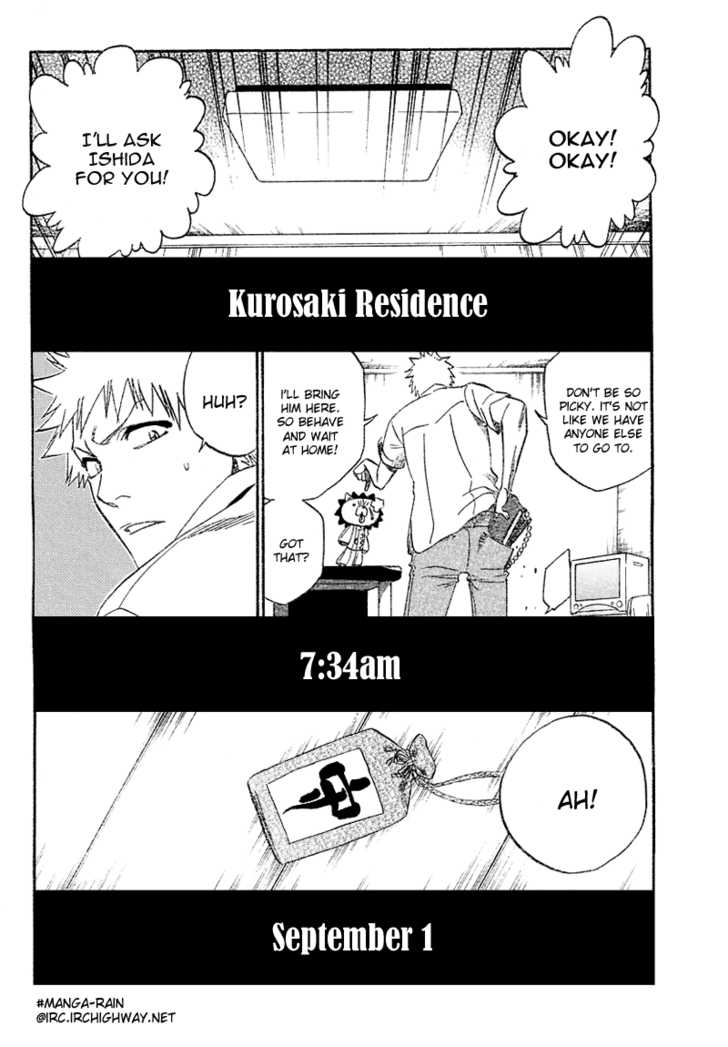 OKAY!
OKAY!
I'LL ASK
ISHIDA
FOR YOU!
Kurosaki Residence
DON'T BE SO
PICKY. IT'S NOT
LIKE WE HAVE
ANYONE ELSE
TO GO TO.
I'LL BRING
HIM HERE.
SO BEHAVE
AND WAIT
AT HOME!
GOT
THAT?
HUH?
7:34am
AH!
September 1
#MANGA-RAIN
@IRC.IRCHIGHWAY.NET